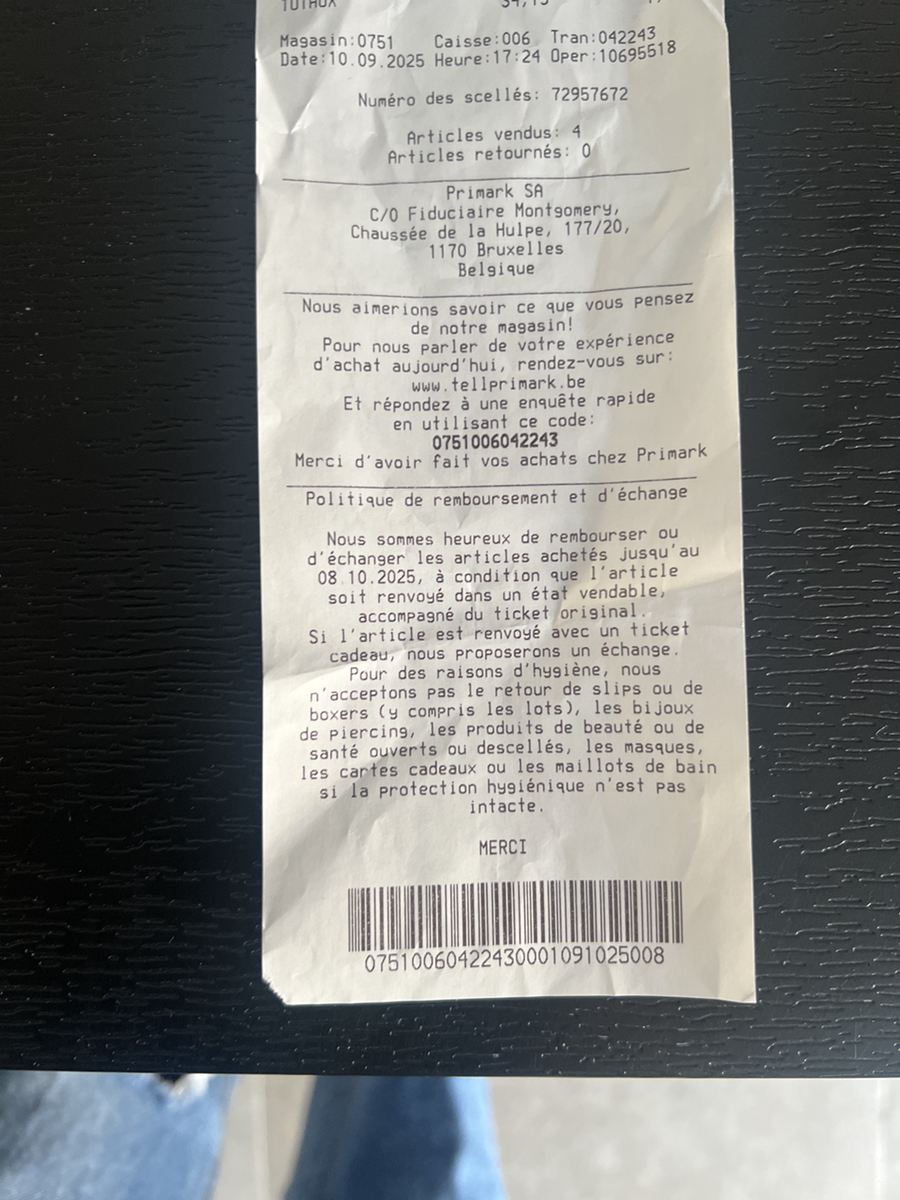 Magasin:0751 Caisse:006 Tran:042243
Date:10.09.2025 Heure:17:24 Oper:10695518
Numéro des scellés: 72957672
Articles vendus: 4
Articles retournés: 0
Primark SA
C/O Fiduciaire Montgomery,
Chaussée de la Hulpe, 177/20,
1170 Bruxelles
Belgique
Nous aimerions savoir ce que vous pensez
de notre magasin!
Pour nous parler de votre expérience
d'achat aujourd'hui, rendez-vous sur:
www.tellprimark.be
Et répondez à une enquête rapide
en utilisant ce code:
0751006042243
Merci d'avoir fait vos achats chez Primark
Politique de remboursement et d'échange
Nous sommes heureux de rembourser ou
d'échanger les articles achetés jusqu'au
08.10.2025, à condition que l'article
soit renvoyé dans un état vendable,
accompagné du ticket original.
Si l'article est renvoyé avec un ticket
cadeau, nous proposerons un échange.
Pour des raisons d'hygiène, nous
n'acceptons pas le retour de slips ou de
boxers (y compris les lots), les bijoux
de piercing, les produits de beauté ou de
santé ouverts ou descellés, les masques,
les cartes cadeaux ou les maillots de bain
si la protection hygiénique n'est pas
intacte.
MERCI
07510060422430001091025008